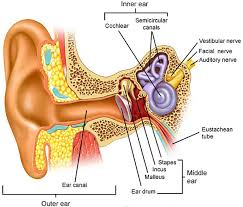 Inner ear
Semicircular
canals
Cochlear
Vestibular nerve
Facial nerve
Auditory nerve
Eustachean
tube
Stapes
Incus
Malleus
Middle
ear
Ear drum
Ear canal
Outer ear